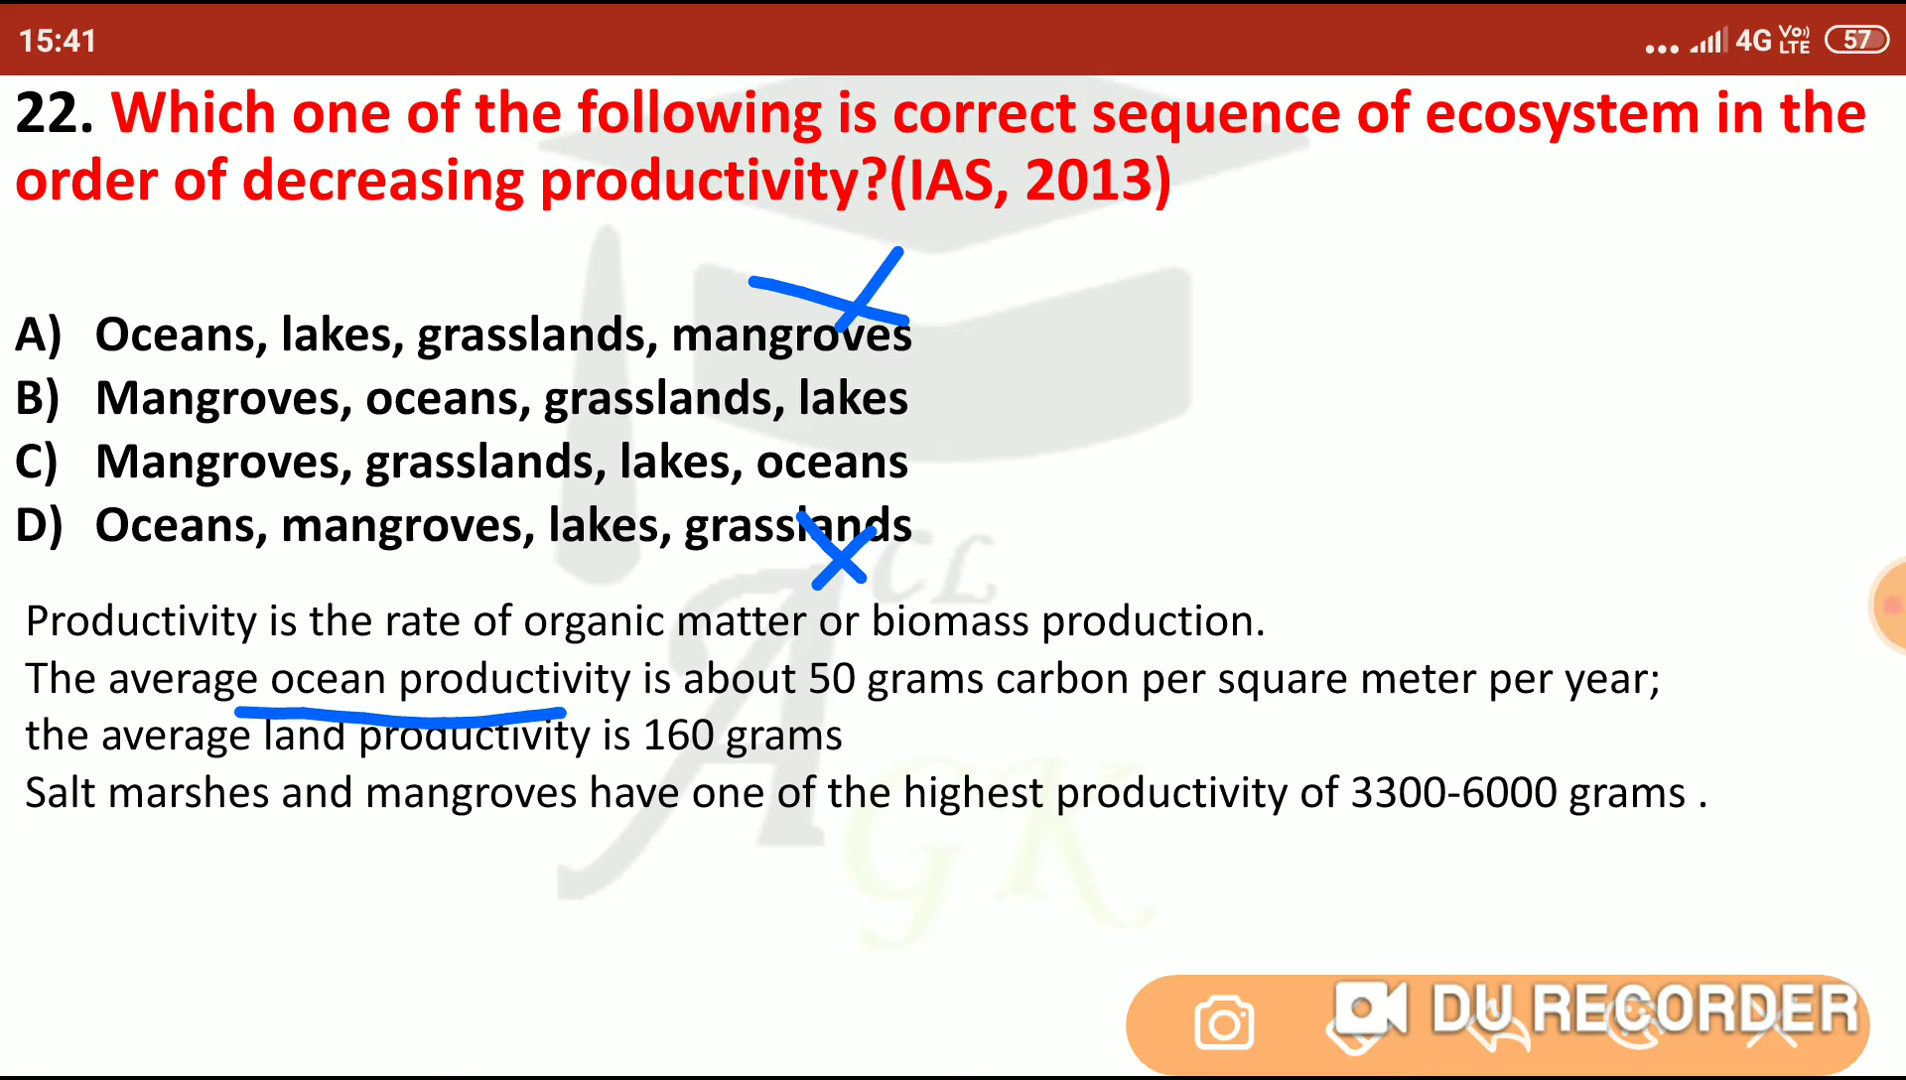 15:41
4G Vo)) LTE 57
22. Which one of the following is correct sequence of ecosystem in the
order of decreasing productivity?(IAS, 2013)
A) Oceans, lakes, grasslands, mangroves
B) Mangroves, oceans, grasslands, lakes
C) Mangroves, grasslands, lakes, oceans
D) Oceans, mangroves, lakes, grasslands
ACL
Productivity is the rate of organic matter or biomass production.
The average ocean productivity is about 50 grams carbon per square meter per year;
the average land productivity is 160 grams
Salt marshes and mangroves have one of the highest productivity of 3300-6000 grams .
GK
DU RECORDER